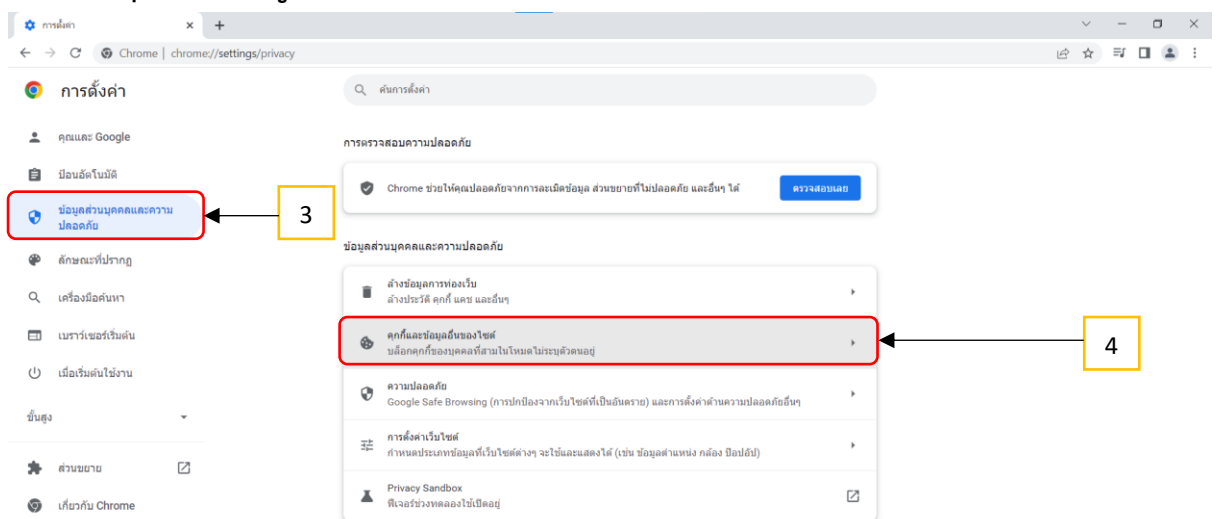 การตั้งค่า
Chrome | chrome://settings/privacy
การตั้งค่า
ค้นการตั้งค่า
คุณและ Google
ป้อนอัตโนมัติ
ข้อมูลส่วนบุคคลและความ
ปลอดภัย
3
ลักษณะที่ปรากฏ
เครื่องมือค้นหา
เบราว์เซอร์เริ่มต้น
เมื่อเริ่มต้นใช้งาน
ขั้นสูง
ส่วนขยาย
เกี่ยวกับ Chrome
การตรวจสอบความปลอดภัย
Chrome ช่วยให้คุณปลอดภัยจากการละเมิดข้อมูล ส่วนขยายที่ไม่ปลอดภัย และอื่นๆ ได้
ตรวจสอบเลย
ข้อมูลส่วนบุคคลและความปลอดภัย
ล้างข้อมูลการท่องเว็บ
ล้างประวัติ คุกกี้ แคช และอื่นๆ
คุกกี้และข้อมูลอื่นของไซต์
บล็อกคุกกี้ของบุคคลที่สามในโหมดไม่ระบุตัวตนอยู่
4
ความปลอดภัย
Google Safe Browsing (การปกป้องจากเว็บไซต์ที่เป็นอันตราย) และการตั้งค่าด้านความปลอดภัยอื่นๆ
การตั้งค่าเว็บไซต์
กำหนดประเภทข้อมูลที่เว็บไซต์ต่างๆ จะใช้และแสดงได้ (เช่น ข้อมูลตำแหน่ง กล้อง ป๊อปอัป)
Privacy Sandbox
ฟีเจอร์ช่วงทดลองใช้เปิดอยู่